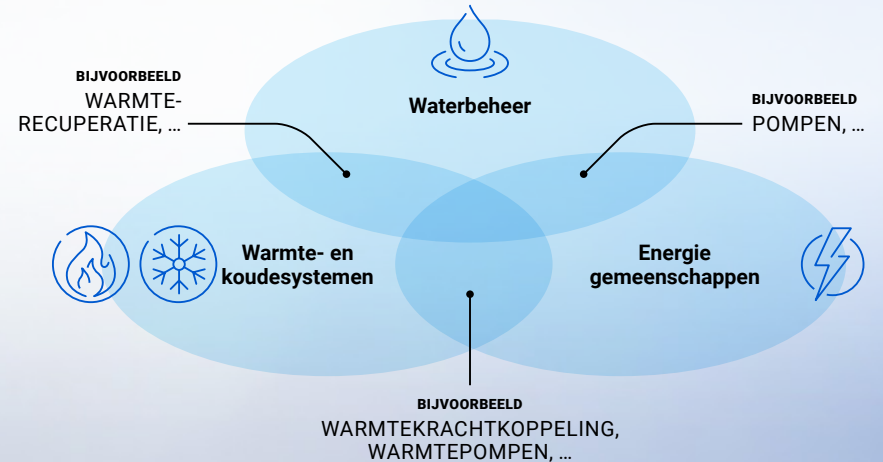 BIJVOORBEELD
WARMTE-
RECUPERATIE, ...
Waterbeheer
BIJVOORBEELD
POMPEN, ...
Warmte- en
koudesystemen
Energie
gemeenschappen
BIJVOORBEELD
WARMTEKRACHTKOPPELING,
WARMTEPOMPEN, ...